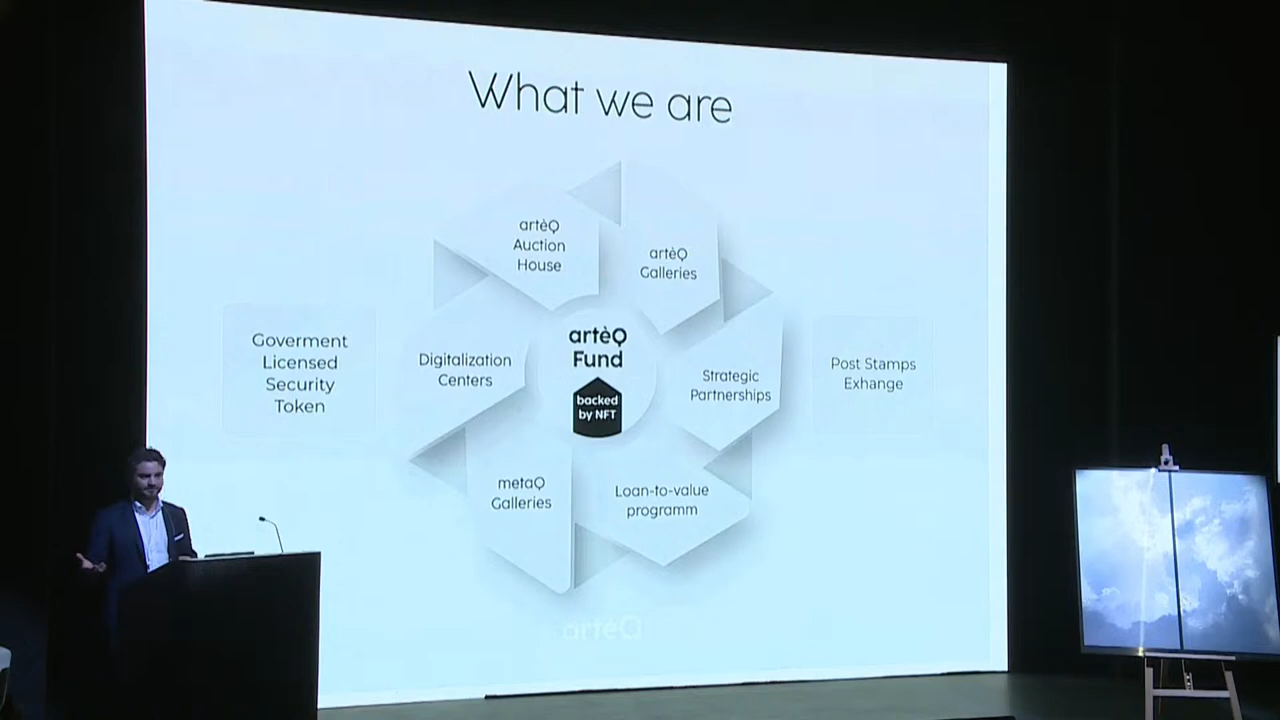 What we are
artèQ
Auction
House
artèQ
Galleries
Goverment
Licensed
Security
Token
Digitalization
Centers
artèQ
Fund
backed
by NFT
Strategic
Partnerships
Post Stamps
Exhange
metaQ
Galleries
Loan-to-value
programm
artèQ